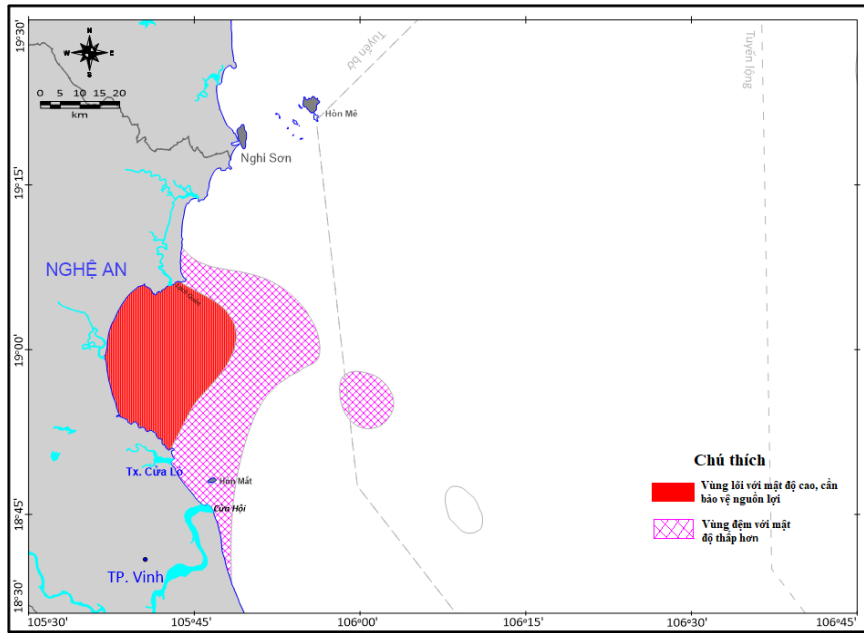 19°30'
N
W E
S
0 5 10 15 20
km
Tuyến bờ
Tuyến lộng
Hòn Mê
Nghi Sơn
19°15'
NGHỆ AN
19°00'
Tx. Cửa Lò
Hòn Mắt
Cửa Hội
18°45'
TP. Vinh
18°30'
Chú thích
Vùng lõi với mật độ cao, cần
bảo vệ nguồn lợi
Vùng đệm với mật
độ thấp hơn
105°30' 105°45' 106°00' 106°15' 106°30' 106°45'